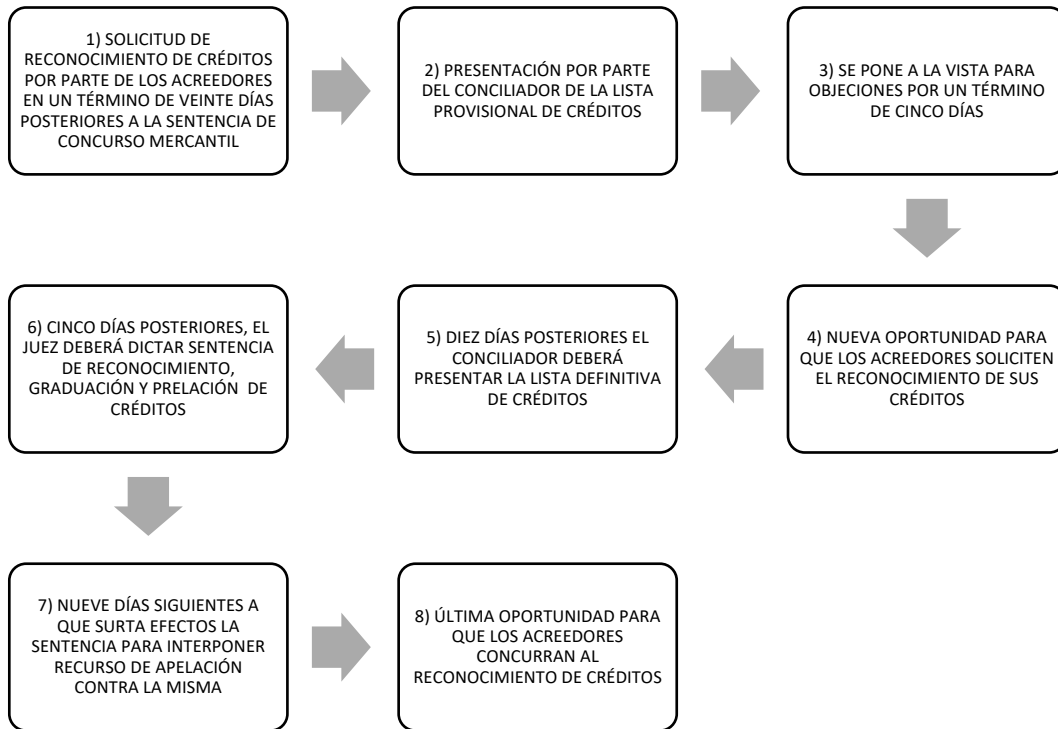 1) SOLICITUD DE
RECONOCIMIENTO DE CRÉDITOS
POR PARTE DE LOS ACREEDORES
EN UN TÉRMINO DE VEINTE DÍAS
POSTERIORES A LA SENTENCIA DE
CONCURSO MERCANTIL
2) PRESENTACIÓN POR PARTE
DEL CONCILIADOR DE LA LISTA
PROVISIONAL DE CRÉDITOS
3) SE PONE A LA VISTA PARA
OBJECIONES POR UN TÉRMINO
DE CINCO DÍAS
4) NUEVA OPORTUNIDAD PARA
QUE LOS ACREEDORES SOLICITEN
EL RECONOCIMIENTO DE SUS
CRÉDITOS
5) DIEZ DÍAS POSTERIORES EL
CONCILIADOR DEBERÁ
PRESENTAR LA LISTA DEFINITIVA
DE CRÉDITOS
6) CINCO DÍAS POSTERIORES, EL
JUEZ DEBERÁ DICTAR SENTENCIA
DE RECONOCIMIENTO,
GRADUACIÓN Y PRELACIÓN DE
CRÉDITOS
7) NUEVE DÍAS SIGUIENTES A
QUE SURTA EFECTOS LA
SENTENCIA PARA INTERPONER
RECURSO DE APELACIÓN
CONTRA LA MISMA
8) ÚLTIMA OPORTUNIDAD PARA
QUE LOS ACREEDORES
CONCURRAN AL
RECONOCIMIENTO DE CRÉDITOS